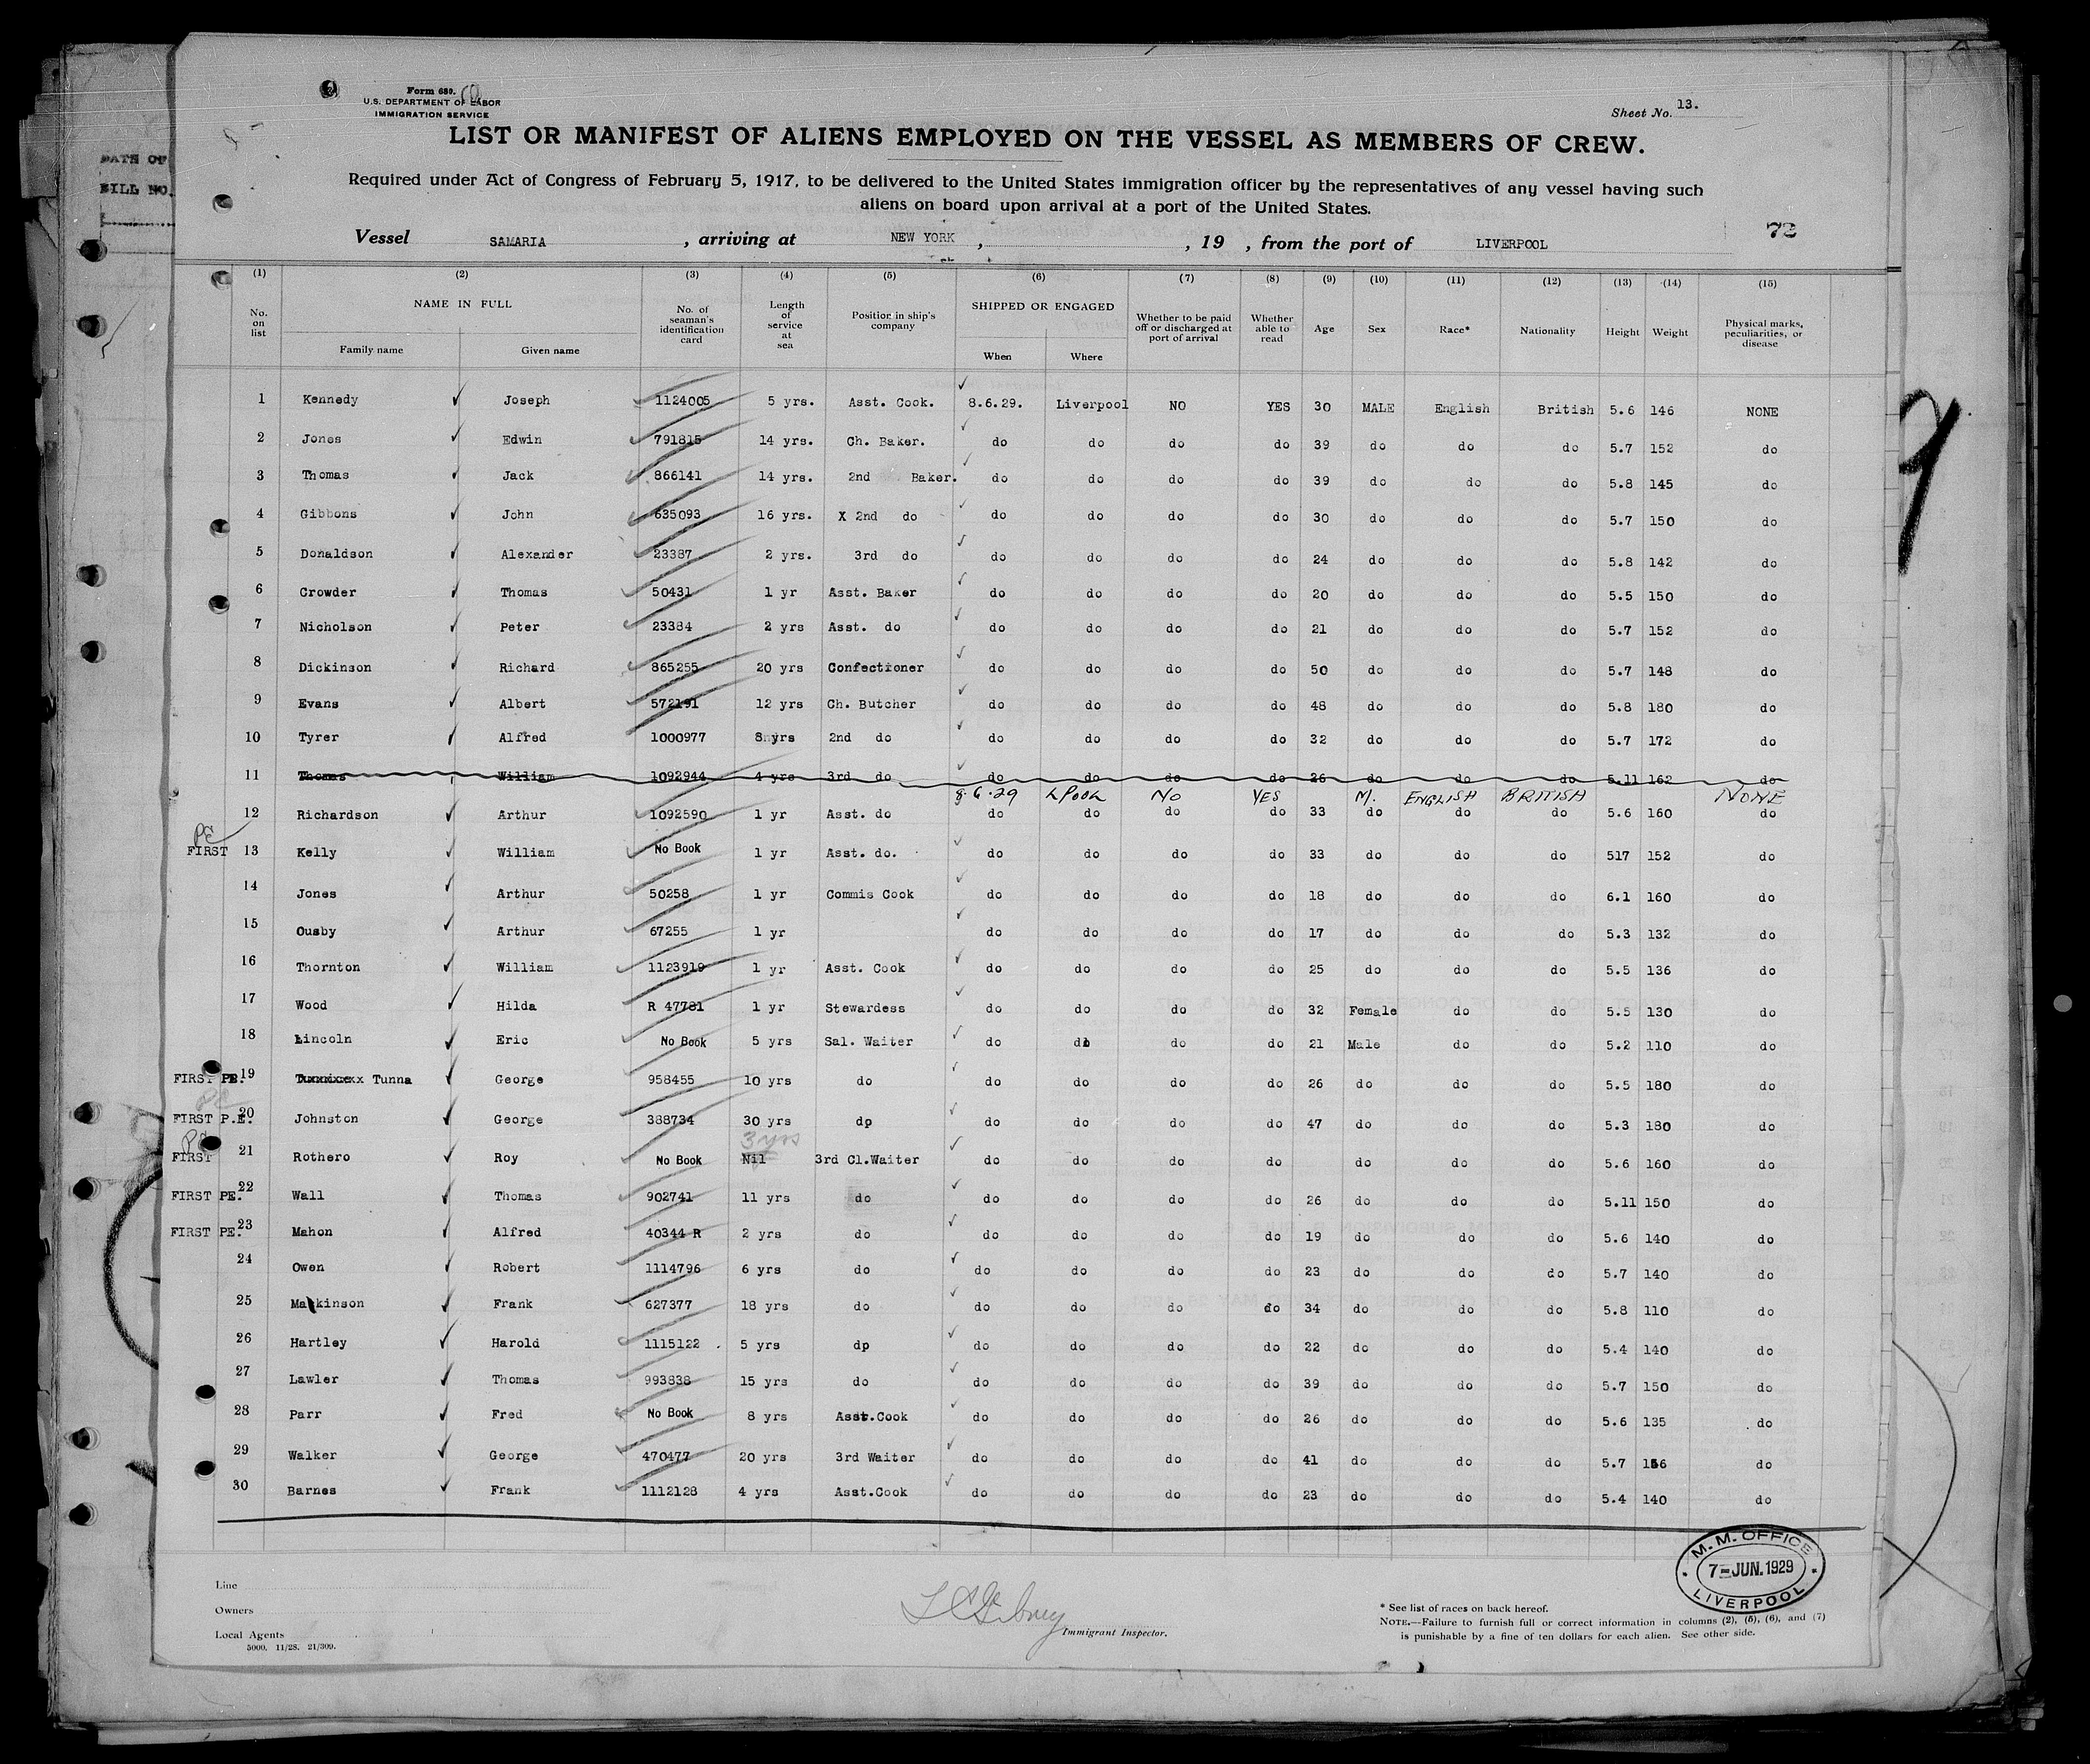 DATE OF
BILL NO.
Form 680.
U.S. DEPARTMENT OF LABOR
IMMIGRATION SERVICE
Sheet No. 13.
LIST OR MANIFEST OF ALIENS EMPLOYED ON THE VESSEL AS MEMBERS OF CREW.
Required under Act of Congress of February 5, 1917, to be delivered to the United States immigration officer by the representatives of any vessel having such
aliens on board upon arrival at a port of the United States.
72
Vessel SAMARIA, arriving at NEW YORK, , 19 , from the port of LIVERPOOL
(1) (2) (3) (4) (5) (6) (7) (8) (9) (10) (11) (12) (13) (14) (15)
No. on list NAME IN FULL Family name Given name No. of seaman's identification card Length of service at sea Position in ship's company SHIPPED OR ENGAGED When Where Whether to be paid off or discharged at port of arrival Whether able to read Age Sex Race* Nationality Height Weight Physical marks, peculiarities, or disease
1 Kennedy Joseph 1124005 5 yrs. Asst. Cook. 8.6.29. Liverpool NO YES 30 MALE English British 5.6 146 NONE
2 Jones Edwin 791815 14 yrs. Ch. Baker. do do do do 39 do do do 5.7 152 do
3 Thomas Jack 866141 14 yrs. 2nd Baker. do do do do 39 do do do 5.8 145 do
4 Gibbons John 635093 16 yrs. X 2nd do do do do do 30 do do do 5.7 150 do
5 Donaldson Alexander 23387 2 yrs. 3rd do do do do do 24 do do do 5.8 142 do
6 Crowder Thomas 50431 1 yr Asst. Baker do do do do 20 do do do 5.5 150 do
7 Nicholson Peter 23384 2 yrs Asst. do do do do do 21 do do do 5.7 152 do
8 Dickinson Richard 865255 20 yrs Confectioner do do do do 50 do do do 5.7 148 do
9 Evans Albert 572191 12 yrs Ch. Butcher do do do do 48 do do do 5.8 180 do
10 Tyrer Alfred 1000977 8 yrs 2nd do do do do do 32 do do do 5.7 172 do
11 Thomas William 1092944 4 yrs 3rd do do do do do 26 do do do 5.11 162 do
8.6.29 LPOOL NO YES M. ENGLISH BRITISH NONE
12 Richardson Arthur 1092590 1 yr Asst. do do do do do 33 do do do 5.6 160 do
PE
FIRST 13 Kelly William No Book 1 yr Asst. do. do do do do 33 do do do 517 152 do
14 Jones Arthur 50258 1 yr Commis Cook do do do do 18 do do do 6.1 160 do
15 Ousby Arthur 67255 1 yr do do do do 17 do do do 5.3 132 do
16 Thornton William 1123919 1 yr Asst. Cook do do do do 25 do do do 5.5 136 do
17 Wood Hilda R 47781 1 yr Stewardess do do do do 32 Female do do 5.5 130 do
18 Lincoln Eric No Book 5 yrs Sal. Waiter do do do do 21 Male do do 5.2 110 do
FIRST PE. 19 Tunna George 958455 10 yrs do do do do do 26 do do do 5.5 180 do
PE
FIRST P.E. 20 Johnston George 388734 30 yrs dp do do do do 47 do do do 5.3 180 do
PE 3 yrs
FIRST 21 Rothero Roy No Book Nil 3rd Cl.Waiter do do do do do do do 5.6 160 do
FIRST PE. 22 Wall Thomas 902741 11 yrs do do do do do 26 do do do 5.11 150 do
FIRST PE. 23 Mahon Alfred 40344 R 2 yrs do do do do do 19 do do do 5.6 140 do
24 Owen Robert 1114796 6 yrs do do do do do 23 do do do 5.7 140 do
25 Makinson Frank 627377 18 yrs do do do do do 34 do do do 5.8 110 do
26 Hartley Harold 1115122 5 yrs dp do do do do 22 do do do 5.4 140 do
27 Lawler Thomas 993838 15 yrs do do do do do 39 do do do 5.7 150 do
28 Parr Fred No Book 8 yrs Asst.Cook do do do do 26 do do do 5.6 135 do
29 Walker George 470477 20 yrs 3rd Waiter do do do do 41 do do do 5.7 156 do
30 Barnes Frank 1112128 4 yrs Asst.Cook do do do do 23 do do do 5.4 140 do
M. M. OFFICE
7-JUN.1929
LIVERPOOL
Line
Owners
Local Agents
5000. 11/28. 21/309.
Immigrant Inspector.
* See list of races on back hereof.
NOTE.—Failure to furnish full or correct information in columns (2), (5), (6), and (7)
is punishable by a fine of ten dollars for each alien. See other side.